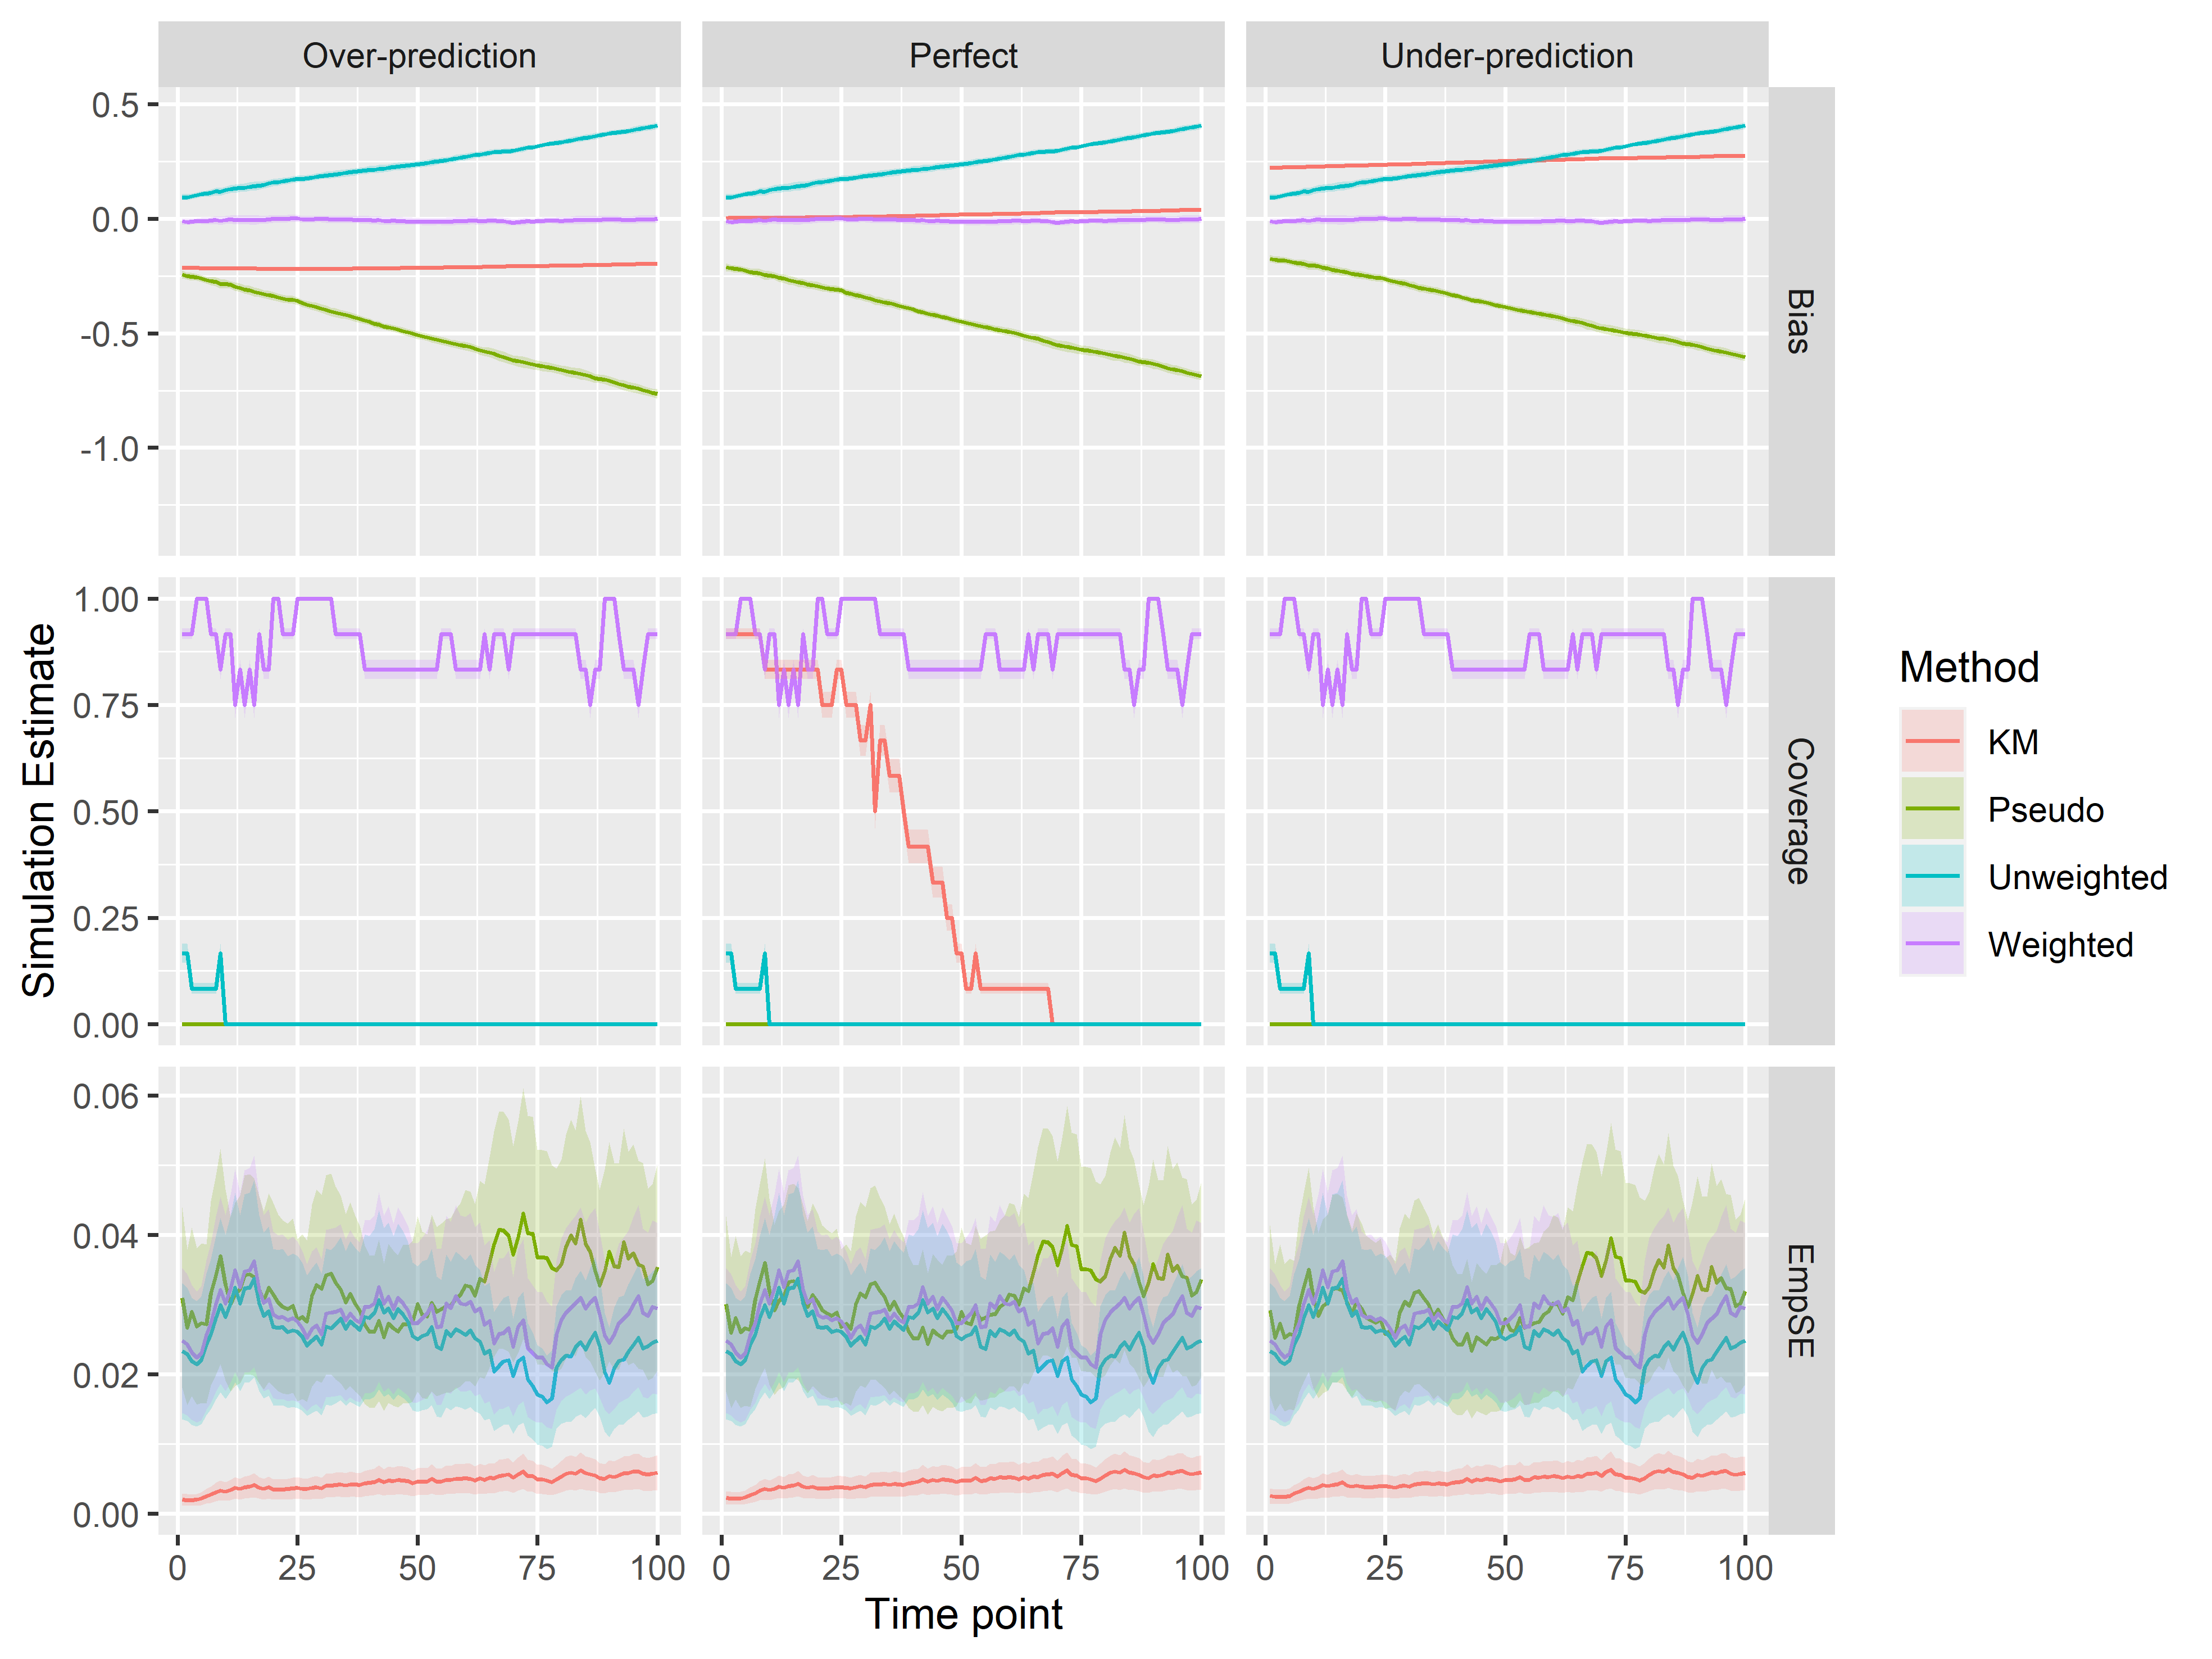 Over-prediction
Perfect
Under-prediction
0.5
0.0
-0.5
-1.0
Bias
1.00
0.75
0.50
0.25
0.00
Coverage
0.06
0.04
0.02
0.00
EmpSE
Simulation Estimate
0 25 50 75 100
0 25 50 75 100
0 25 50 75 100
Time point
Method
KM
Pseudo
Unweighted
Weighted